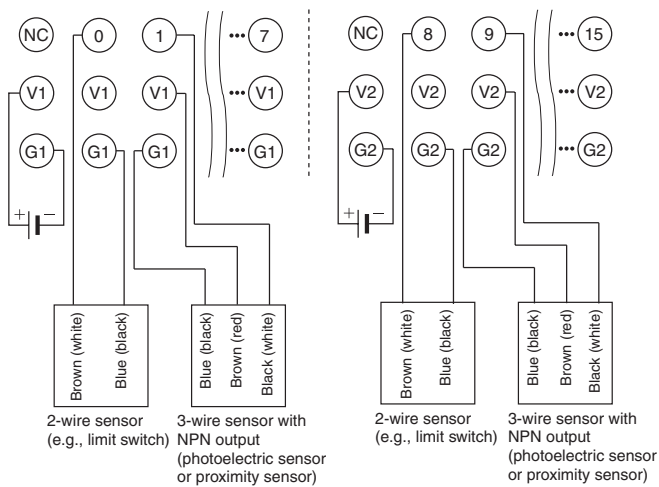 NC 0 1 ••• 7
V1 V1 V1 ••• V1
G1 G1 G1 ••• G1
+ −
Brown (white)
Blue (black)
Blue (black)
Brown (red)
Black (white)
2-wire sensor
(e.g., limit switch)
3-wire sensor with
NPN output
(photoelectric sensor
or proximity sensor)
NC 8 9 ••• 15
V2 V2 V2 ••• V2
G2 G2 G2 ••• G2
+ −
Brown (white)
Blue (black)
Blue (black)
Brown (red)
Black (white)
2-wire sensor
(e.g., limit switch)
3-wire sensor with
NPN output
(photoelectric sensor
or proximity sensor)